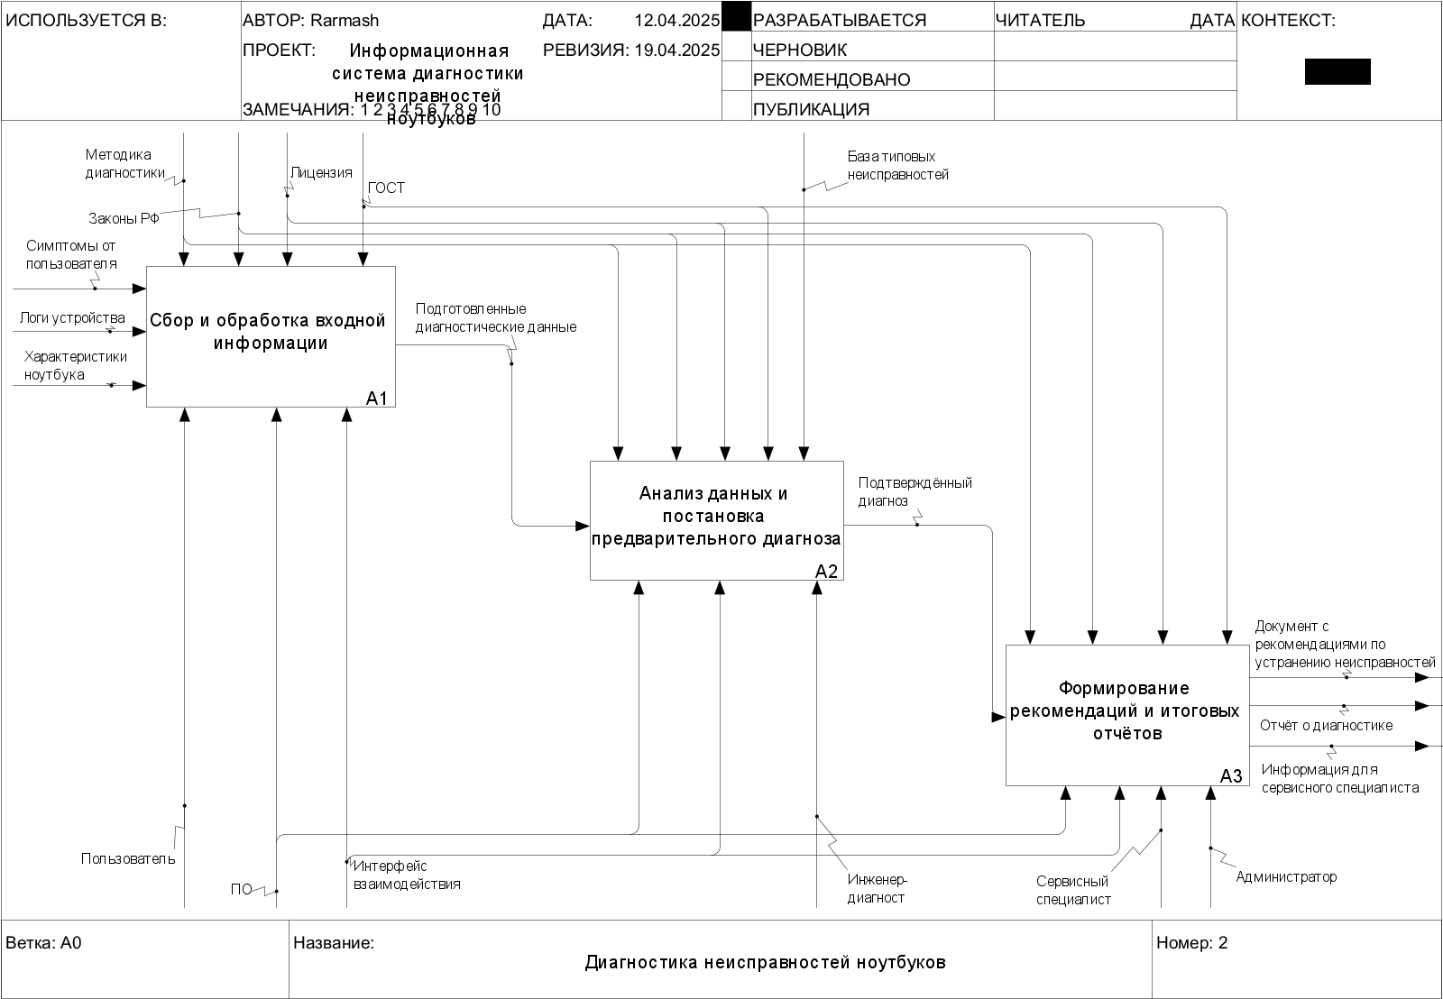 ИСПОЛЬЗУЕТСЯ В:
АВТОР: Rarmash
ДАТА: 12.04.2025
РАЗРАБАТЫВАЕТСЯ
ЧИТАТЕЛЬ
ДАТА
КОНТЕКСТ:
ПРОЕКТ:
Информационная
система диагностики
неисправностей
ноутбуков
РЕВИЗИЯ: 19.04.2025
ЧЕРНОВИК
РЕКОМЕНДОВАНО
ЗАМЕЧАНИЯ: 1 2 3 4 5 6 7 8 9 10
ПУБЛИКАЦИЯ
Методика
диагностики
Законы РФ
Лицензия
ГОСТ
База типовых
неисправностей
Симптомы от
пользователя
Логи устройства
Характеристики
ноутбука
Сбор и обработка входной
информации
A1
Подготовленные
диагностические данные
Анализ данных и
постановка
предварительного диагноза
A2
Подтверждённый
диагноз
Формирование
рекомендаций и итоговых
отчётов
A3
Документ с
рекомендациями по
устранению неисправностей
Отчёт о диагностике
Информация для
сервисного специалиста
Пользователь
ПО
Интерфейс
взаимодействия
Инженер-
диагност
Сервисный
специалист
Администратор
Ветка: A0
Название:
Диагностика неисправностей ноутбуков
Номер: 2